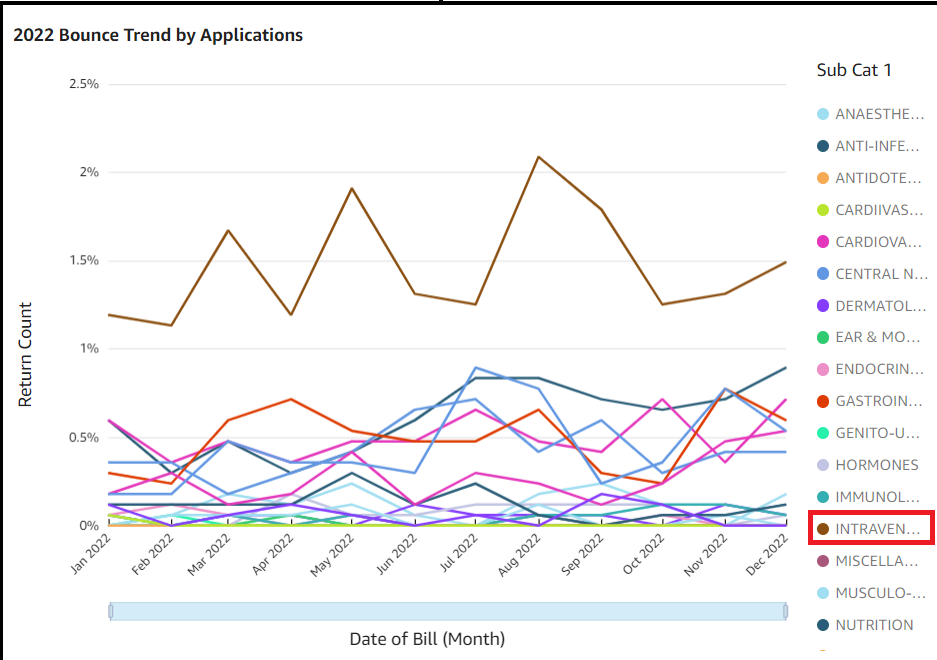 2022 Bounce Trend by Applications
Sub Cat 1
2.5%
2%
1.5%
1%
0.5%
0%
Return Count
Jan 2022
Feb 2022
Mar 2022
Apr 2022
May 2022
Jun 2022
Jul 2022
Aug 2022
Sep 2022
Oct 2022
Nov 2022
Dec 2022
Date of Bill (Month)
ANAESTHE...
ANTI-INFE...
ANTIDOTE...
CARDIIVAS...
CARDIOVA...
CENTRAL N...
DERMATOL...
EAR & MO...
ENDOCRIN...
GASTROIN...
GENITO-U...
HORMONES
IMMUNOL...
INTRAVEN...
MISCELLA...
MUSCULO-...
NUTRITION